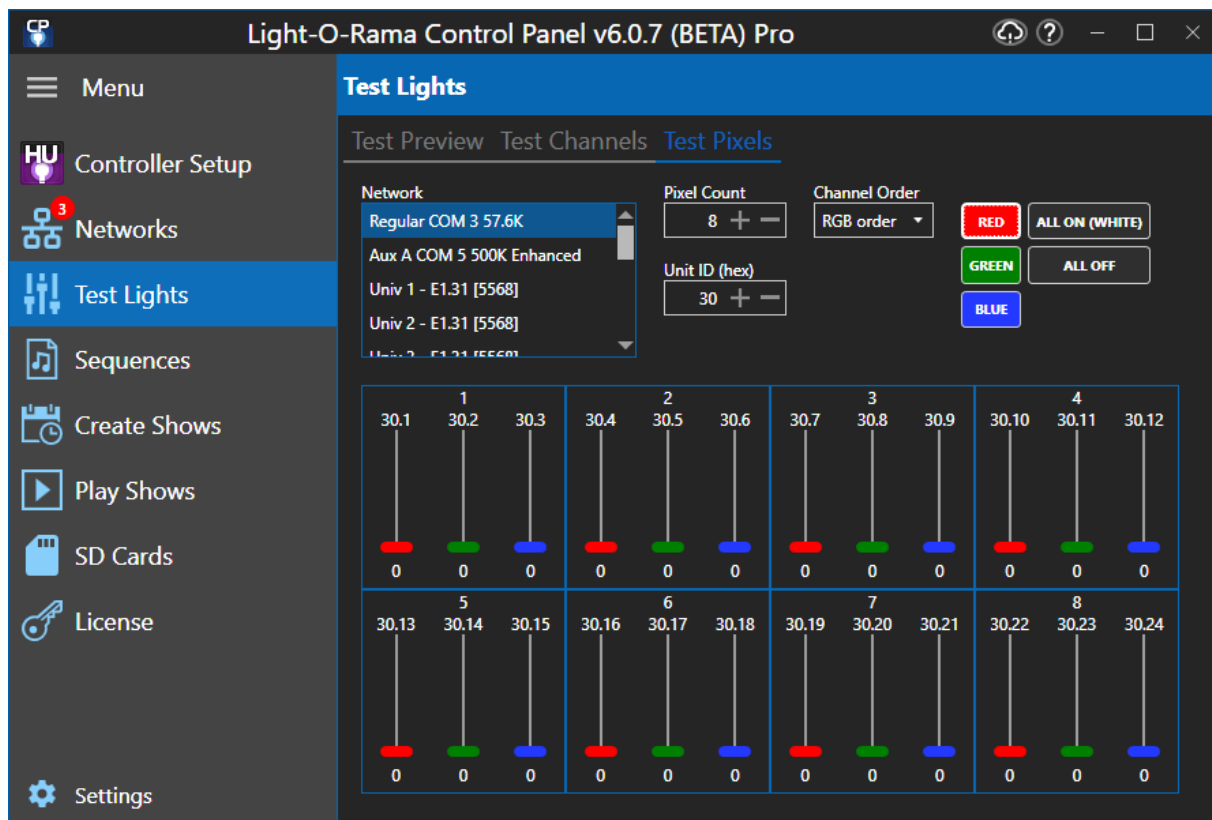 CP
Light-O-Rama Control Panel v6.0.7 (BETA) Pro
Menu
HU
Controller Setup
3
Networks
Test Lights
Sequences
Create Shows
Play Shows
SD Cards
License
Settings
Test Lights
Test Preview Test Channels Test Pixels
Network
Regular COM 3 57.6K
Aux A COM 5 500K Enhanced
Univ 1 - E1.31 [5568]
Univ 2 - E1.31 [5568]
Univ 3 - E1.31 [5568]
Pixel Count
8
Unit ID (hex)
30
Channel Order
RGB order
RED ALL ON (WHITE)
GREEN ALL OFF
BLUE
1 2 3 4
30.1 30.2 30.3 30.4 30.5 30.6 30.7 30.8 30.9 30.10 30.11 30.12
0 0 0 0 0 0 0 0 0 0 0 0
5 6 7 8
30.13 30.14 30.15 30.16 30.17 30.18 30.19 30.20 30.21 30.22 30.23 30.24
0 0 0 0 0 0 0 0 0 0 0 0